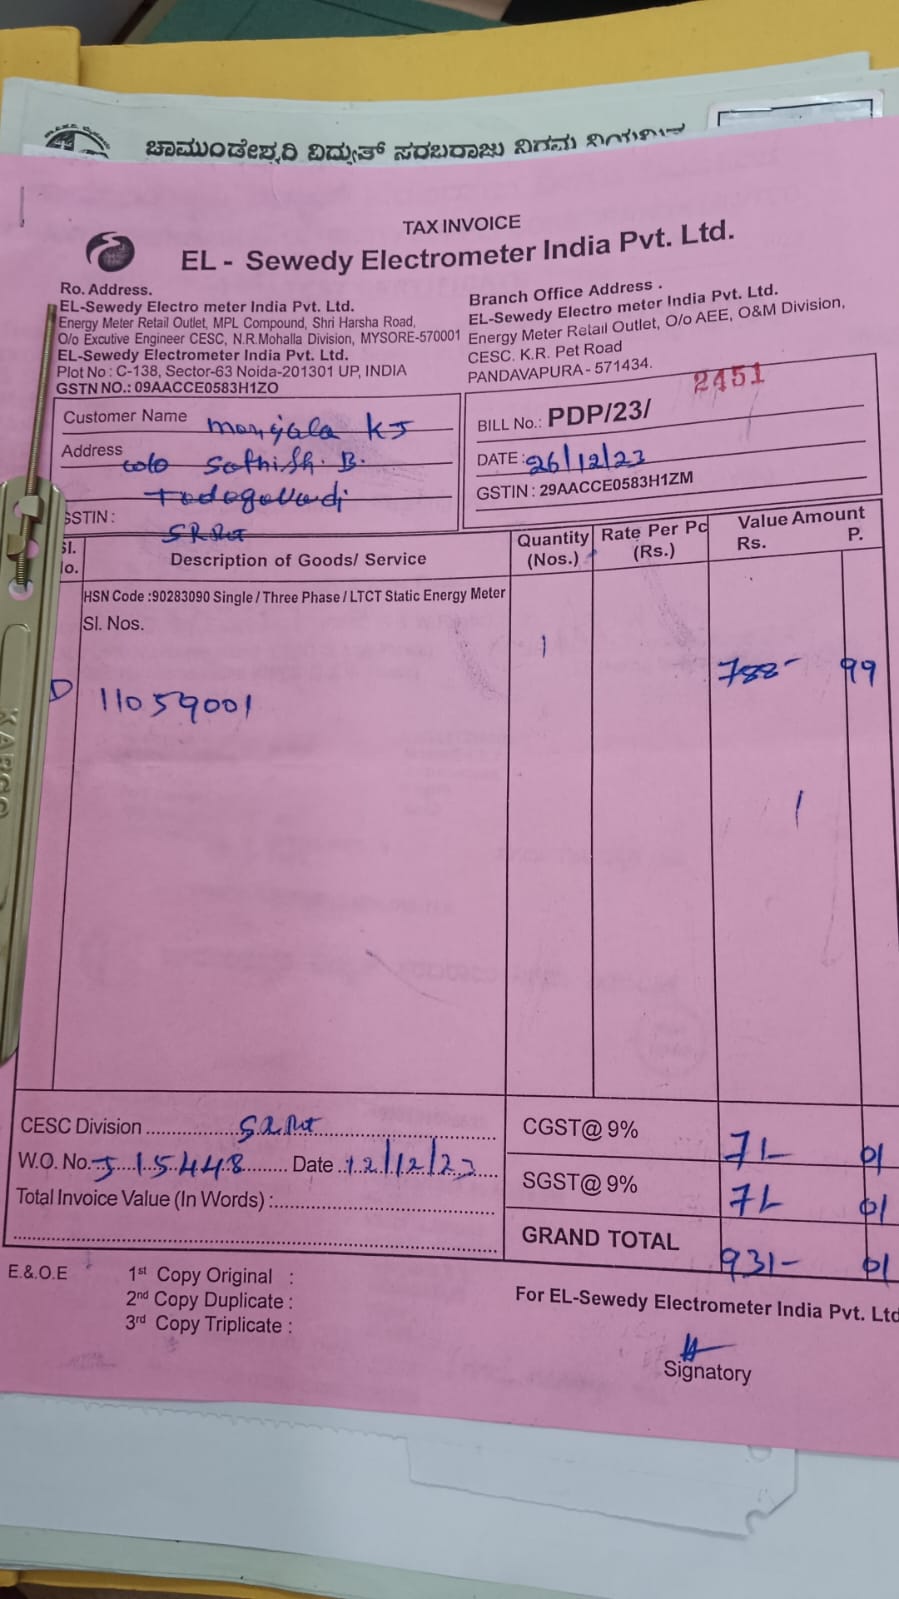 ಚಾಮುಂಡೇಶ್ವರಿ ವಿದ್ಯುತ್ ಸರಬರಾಜು ನಿಗಮ ನಿಯಮಿತ
TAX INVOICE
EL - Sewedy Electrometer India Pvt. Ltd.
Ro. Address.
EL-Sewedy Electro meter India Pvt. Ltd.
Energy Meter Retail Outlet, MPL Compound, Shri Harsha Road,
O/o Excutive Engineer CESC, N.R.Mohalla Division, MYSORE-570001
EL-Sewedy Electrometer India Pvt. Ltd.
Plot No : C-138, Sector-63 Noida-201301 UP, INDIA
GSTN NO.: 09AACCE0583H1ZO
Branch Office Address .
EL-Sewedy Electro meter India Pvt. Ltd.
Energy Meter Retail Outlet, O/o AEE, O&M Division,
CESC. K.R. Pet Road
PANDAVAPURA - 571434.
Customer Name Mangala KJ
Address Sathish. B.
GSTIN :
BILL No.: PDP/23/ 2451
DATE : 26/12/23
GSTIN : 29AACCE0583H1ZM
Sl. No. Description of Goods/ Service Quantity (Nos.) Rate Per Pc (Rs.) Value Amount Rs. P.
HSN Code :90283090 Single / Three Phase / LTCT Static Energy Meter
Sl. Nos.
1
788- 99
11059001
CESC Division
W.O. No. 515448 Date 12/12/23
Total Invoice Value (In Words) :
CGST@ 9% 71- 01
SGST@ 9% 71- 01
GRAND TOTAL 931- 01
E.&.O.E
1st Copy Original :
2nd Copy Duplicate :
3rd Copy Triplicate :
For EL-Sewedy Electrometer India Pvt. Ltd
Signatory